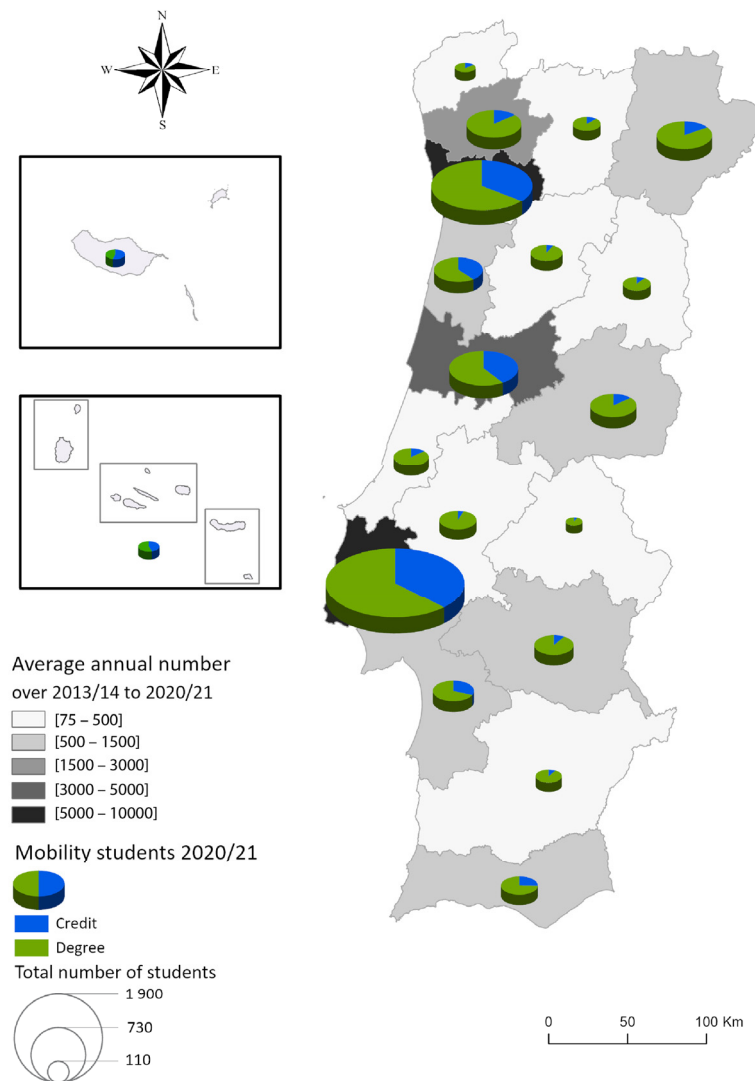 N
W
E
S
Average annual number
over 2013/14 to 2020/21
[75 – 500]
[500 – 1500]
[1500 – 3000]
[3000 – 5000]
[5000 – 10000]
Mobility students 2020/21
Credit
Degree
Total number of students
1 900
730
110
0 50 100 Km